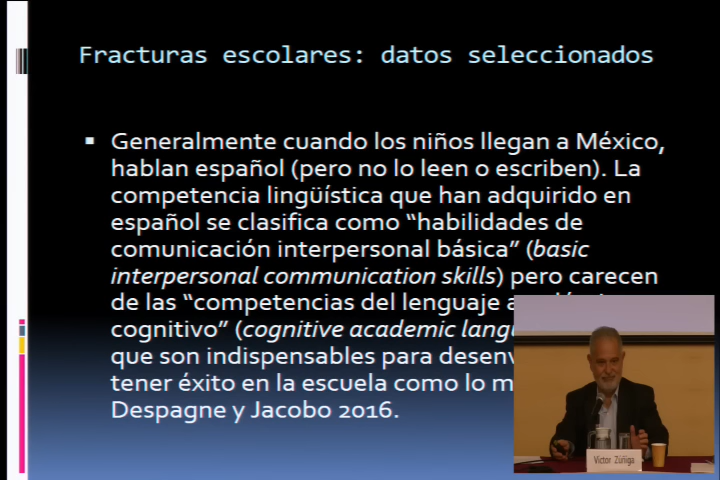 Fracturas escolares: datos seleccionados
Generalmente cuando los niños llegan a México,
hablan español (pero no lo leen o escriben). La
competencia lingüística que han adquirido en
español se clasifica como “habilidades de
comunicación interpersonal básica” (basic
interpersonal communication skills) pero carecen
de las “competencias del lenguaje
cognitivo” (cognitive academic
que son indispensables para
tener éxito en la escuela como lo
Despagne y Jacobo 2016.
Victor Zúñiga